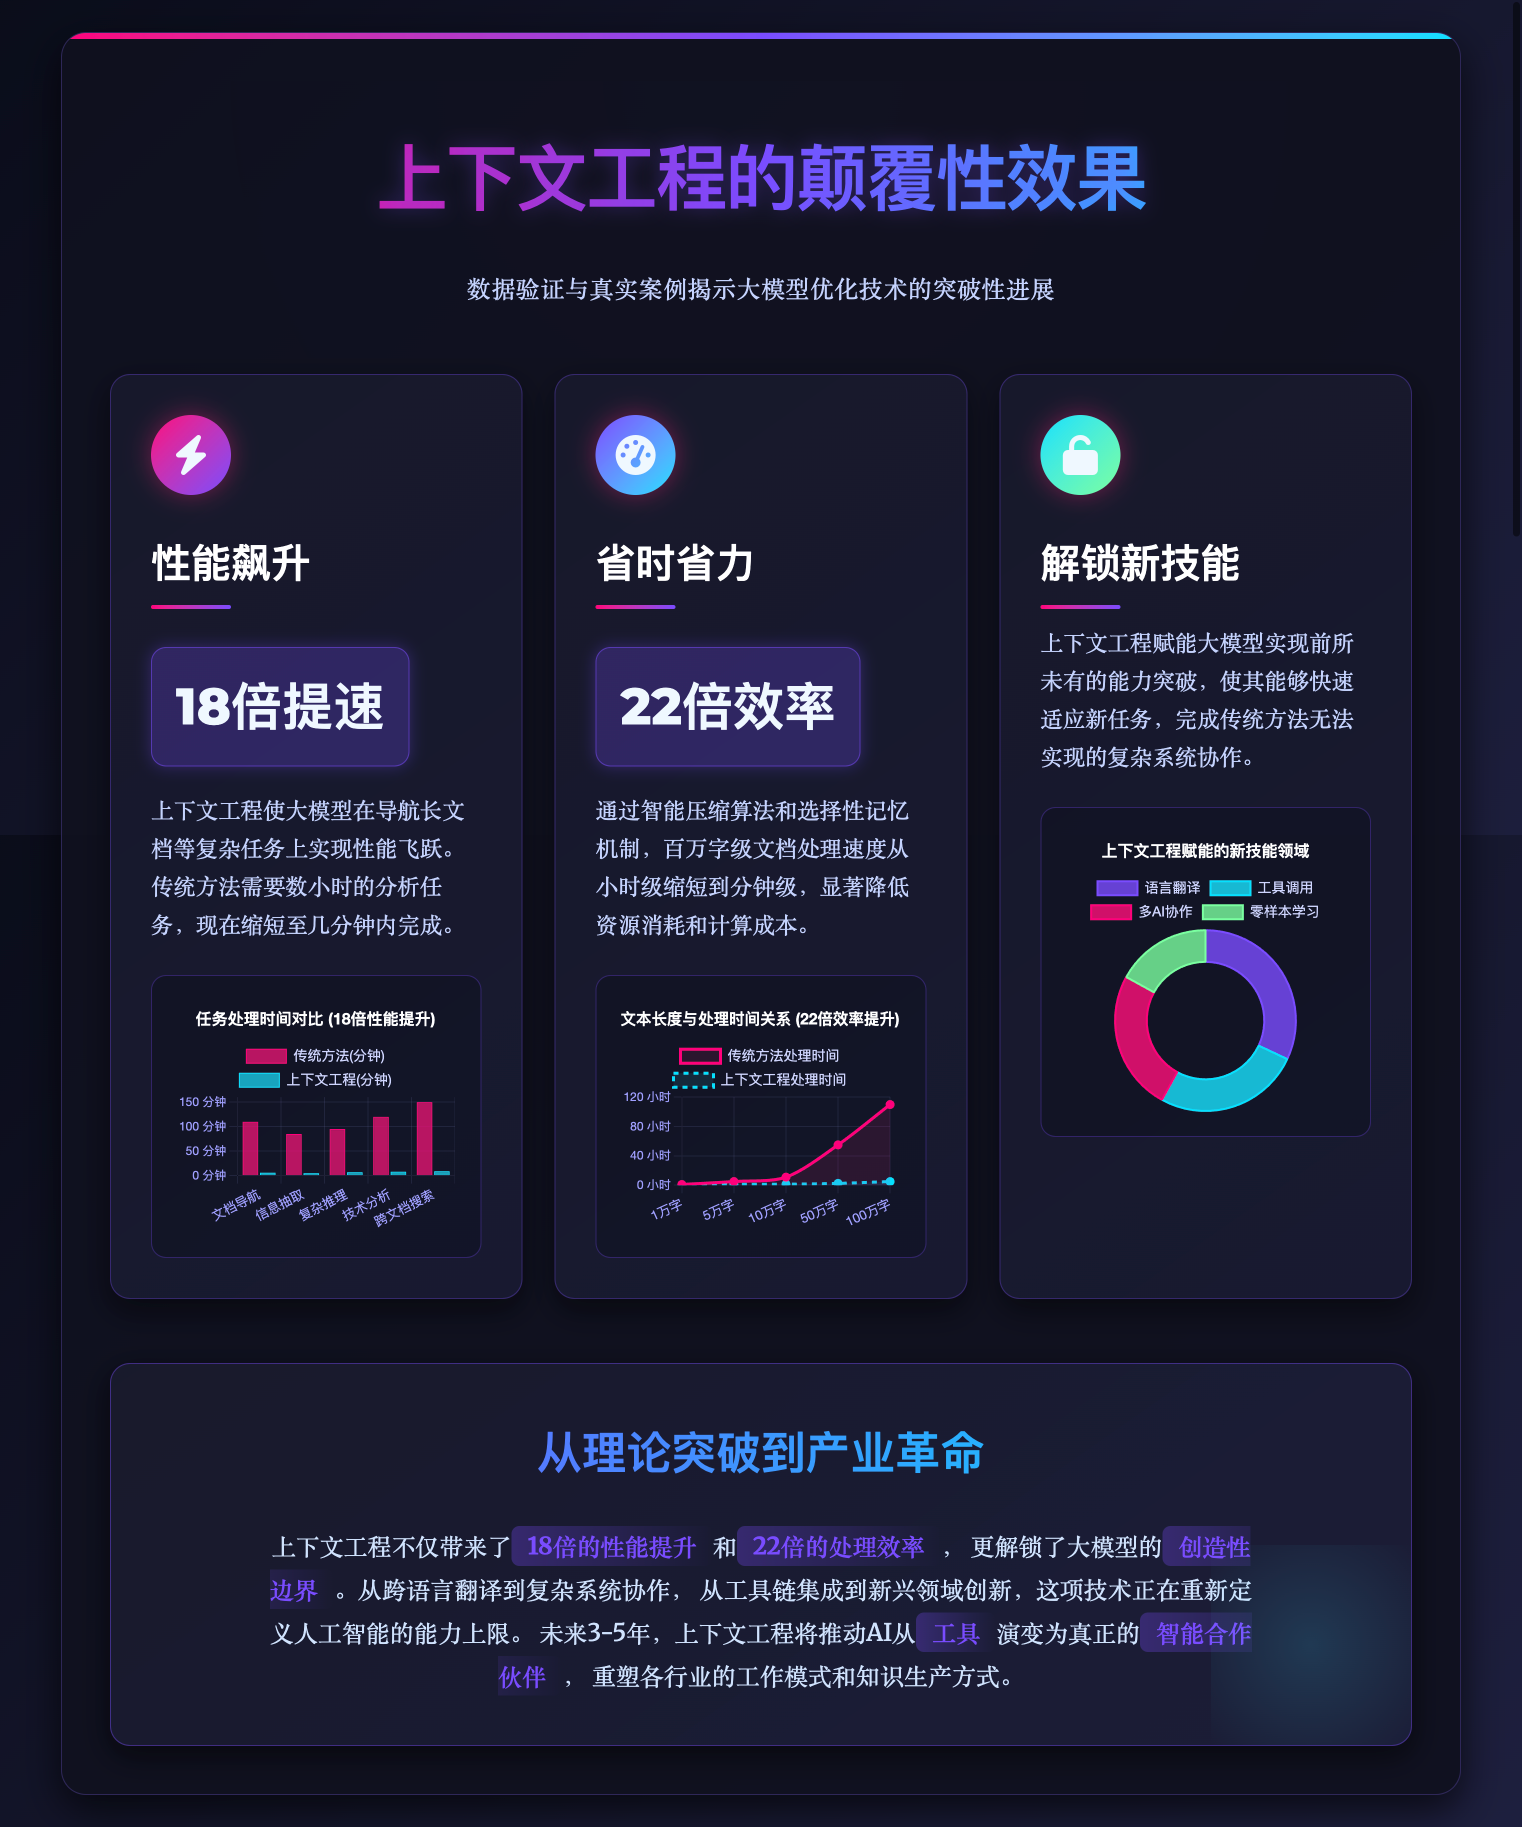 上下文工程的颠覆性效果
数据验证与真实案例揭示大模型优化技术的突破性进展
性能飙升
18倍提速
上下文工程使大模型在导航长文
档等复杂任务上实现性能飞跃。
传统方法需要数小时的分析任
务，现在缩短至几分钟内完成。
任务处理时间对比 (18倍性能提升)
传统方法(分钟)
上下文工程(分钟)
150 分钟
100 分钟
50 分钟
0 分钟
文档导航
信息抽取
复杂推理
技术分析
跨文档搜索
省时省力
22倍效率
通过智能压缩算法和选择性记忆
机制，百万字级文档处理速度从
小时级缩短到分钟级，显著降低
资源消耗和计算成本。
文本长度与处理时间关系 (22倍效率提升)
传统方法处理时间
上下文工程处理时间
120 小时
80 小时
40 小时
0 小时
1万字
5万字
10万字
50万字
100万字
解锁新技能
上下文工程赋能大模型实现前所
未有的能力突破，使其能够快速
适应新任务，完成传统方法无法
实现的复杂系统协作。
上下文工程赋能的新技能领域
语言翻译 工具调用
多AI协作 零样本学习
从理论突破到产业革命
上下文工程不仅带来了 18倍的性能提升 和 22倍的处理效率 ， 更解锁了大模型的 创造性
边界 。从跨语言翻译到复杂系统协作， 从工具链集成到新兴领域创新，这项技术正在重新定
义人工智能的能力上限。 未来3-5年，上下文工程将推动AI从 工具 演变为真正的 智能合作
伙伴 ， 重塑各行业的工作模式和知识生产方式。